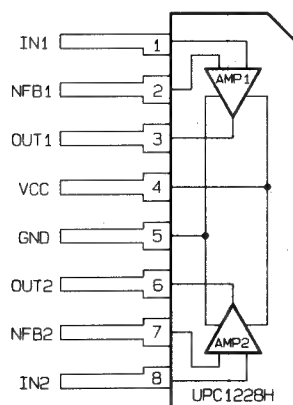 IN1 1
NFB1 2
OUT1 3
VCC 4
GND 5
OUT2 6
NFB2 7
IN2 8
AMP1
AMP2
UPC1228H